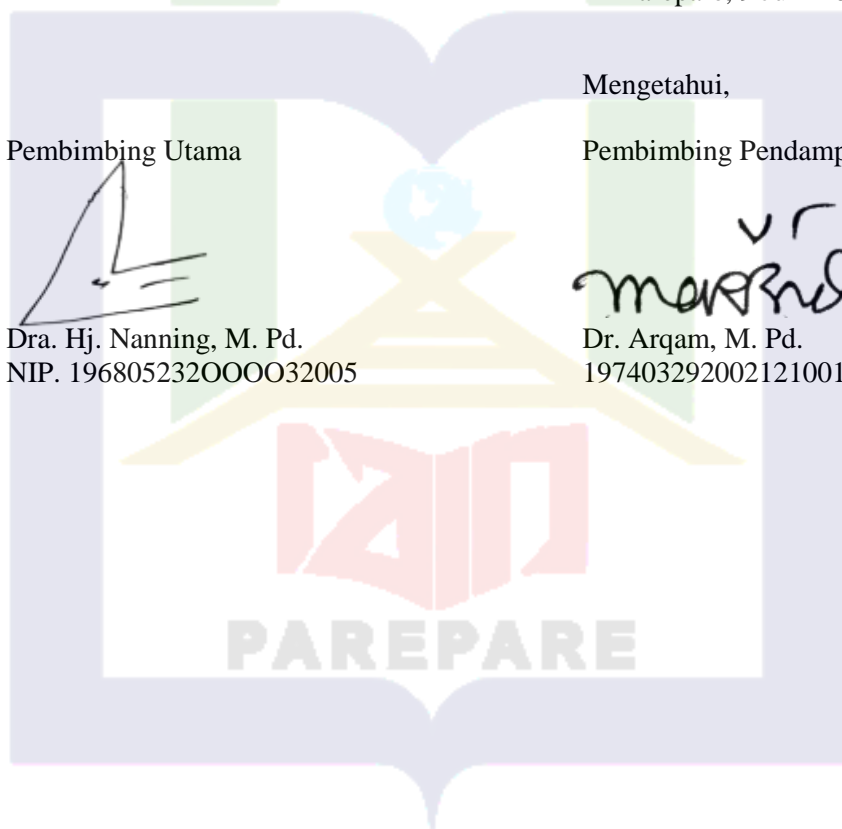 Mengetahui,
Pembimbing Utama
Pembimbing Pendamp
Dra. Hj. Nanning, M. Pd.
Dr. Arqam, M. Pd.
NIP. 196805232OOOO32005
197403292002121001
PAREPARE